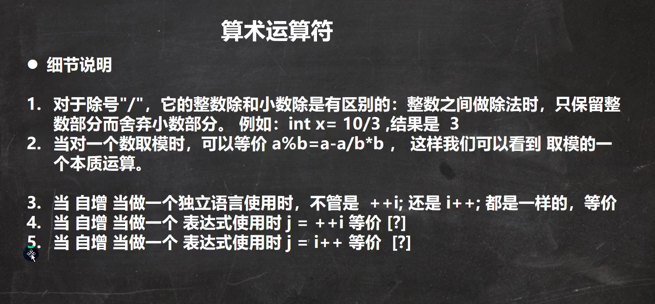 算术运算符
● 细节说明
1. 对于除号"/"，它的整数除和小数除是有区别的：整数之间做除法时，只保留整
数部分而舍弃小数部分。 例如：int x= 10/3 ,结果是 3
2. 当对一个数取模时，可以等价 a%b=a-a/b*b ， 这样我们可以看到 取模的一
个本质运算。
3. 当 自增 当做一个独立语言使用时，不管是 ++i; 还是 i++; 都是一样的，等价
4. 当 自增 当做一个 表达式使用时 j = ++i 等价 [?]
5. 当 自增 当做一个 表达式使用时 j = i++ 等价 [?]